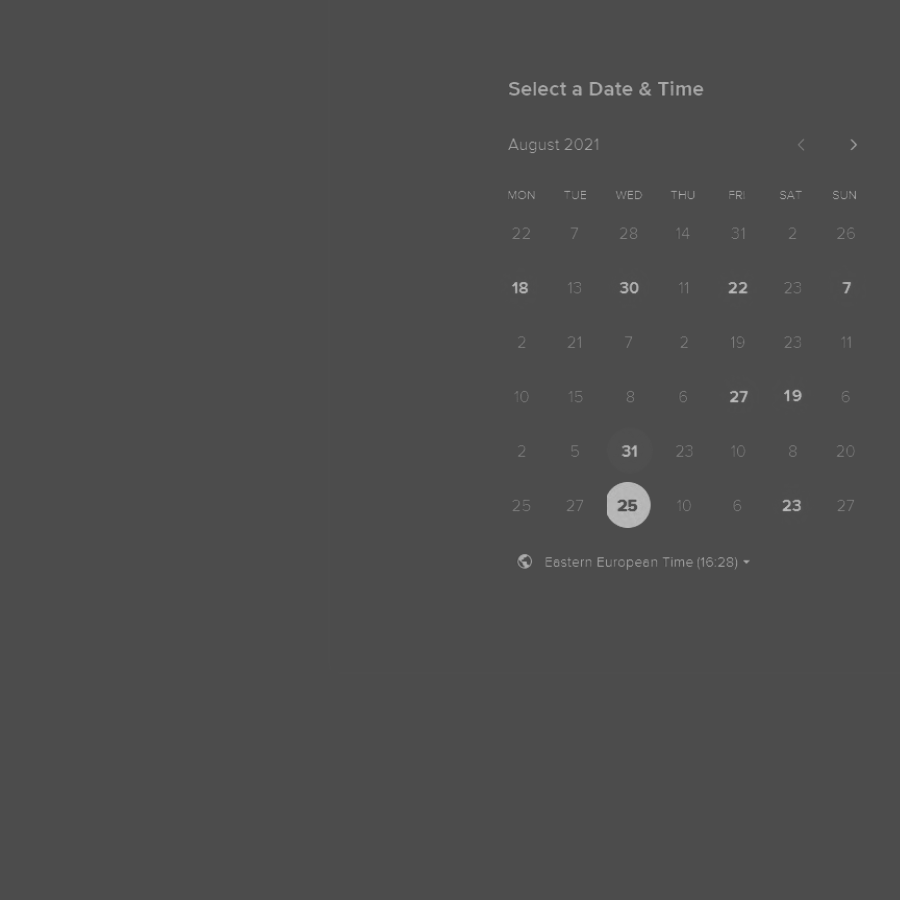 Select a Date & Time
August 2021
MON TUE WED THU FRI SAT SUN
22 7 28 14 31 2 26
18 13 30 11 22 23 7
2 21 7 2 19 23 11
10 15 8 6 27 19 6
2 5 31 23 10 8 20
25 27 25 10 6 23 27
Eastern European Time (16:28)